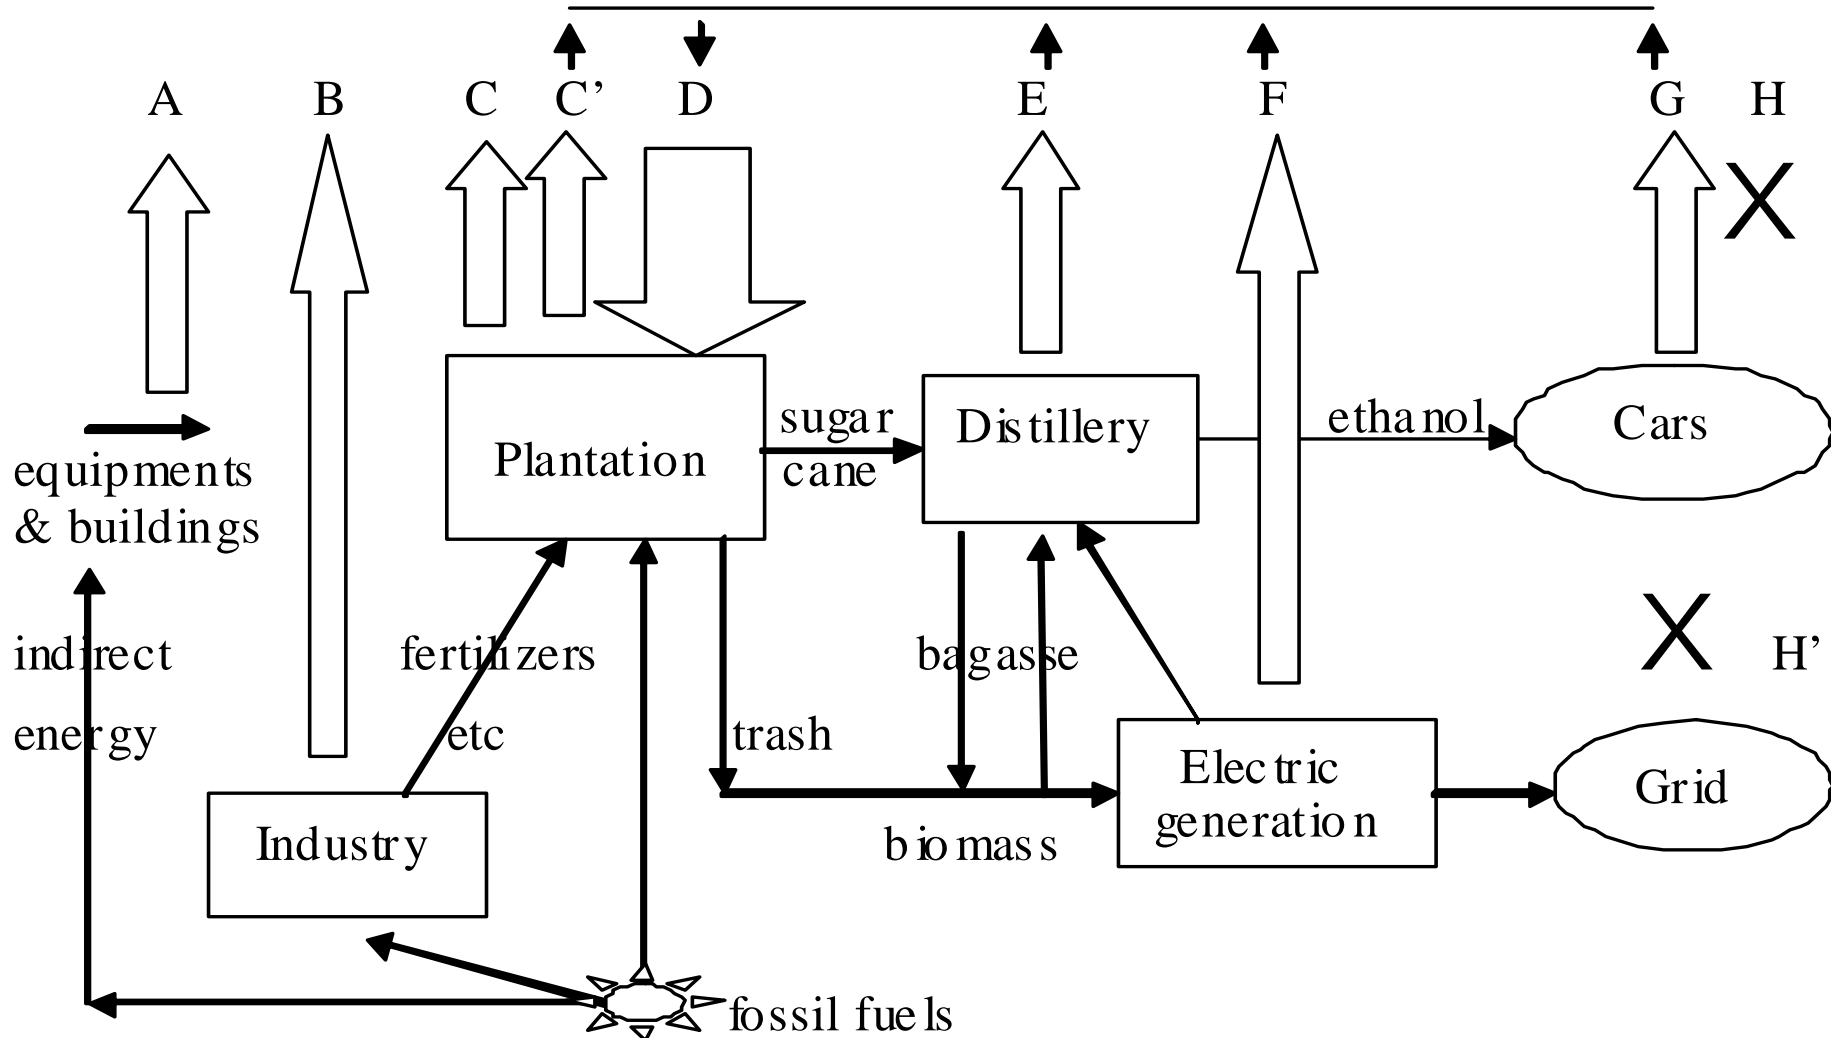 A B C C’ D E F G H
sugar
cane
ethanol
Plantation
Distillery
Cars
equipments
& buildings
indirect
energy
fertilizers
etc
trash
bagasse
H’
Industry
biomass
Electric
generation
Grid
fossil fuels